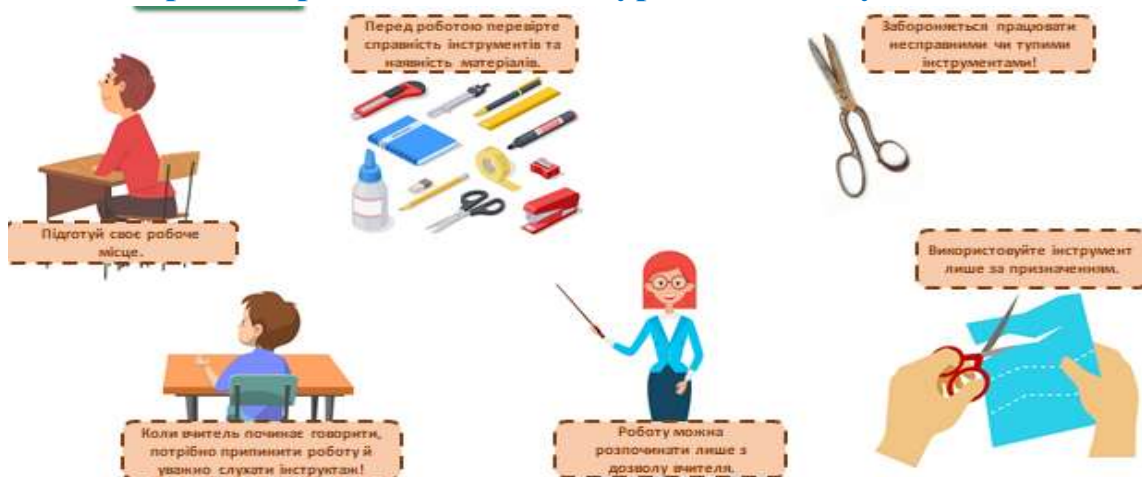 Перед роботою перевірте
справність інструментів та
наявність матеріалів.
Забороняється працювати
несправними чи тупими
інструментами!
Підготуй своє робоче
місце.
Використовуйте інструмент
лише за призначенням.
Коли вчитель починає говорити,
потрібно припинити роботу й
уважно слухати інструктаж!
Роботу можна
розпочинати лише з
дозволу вчителя.